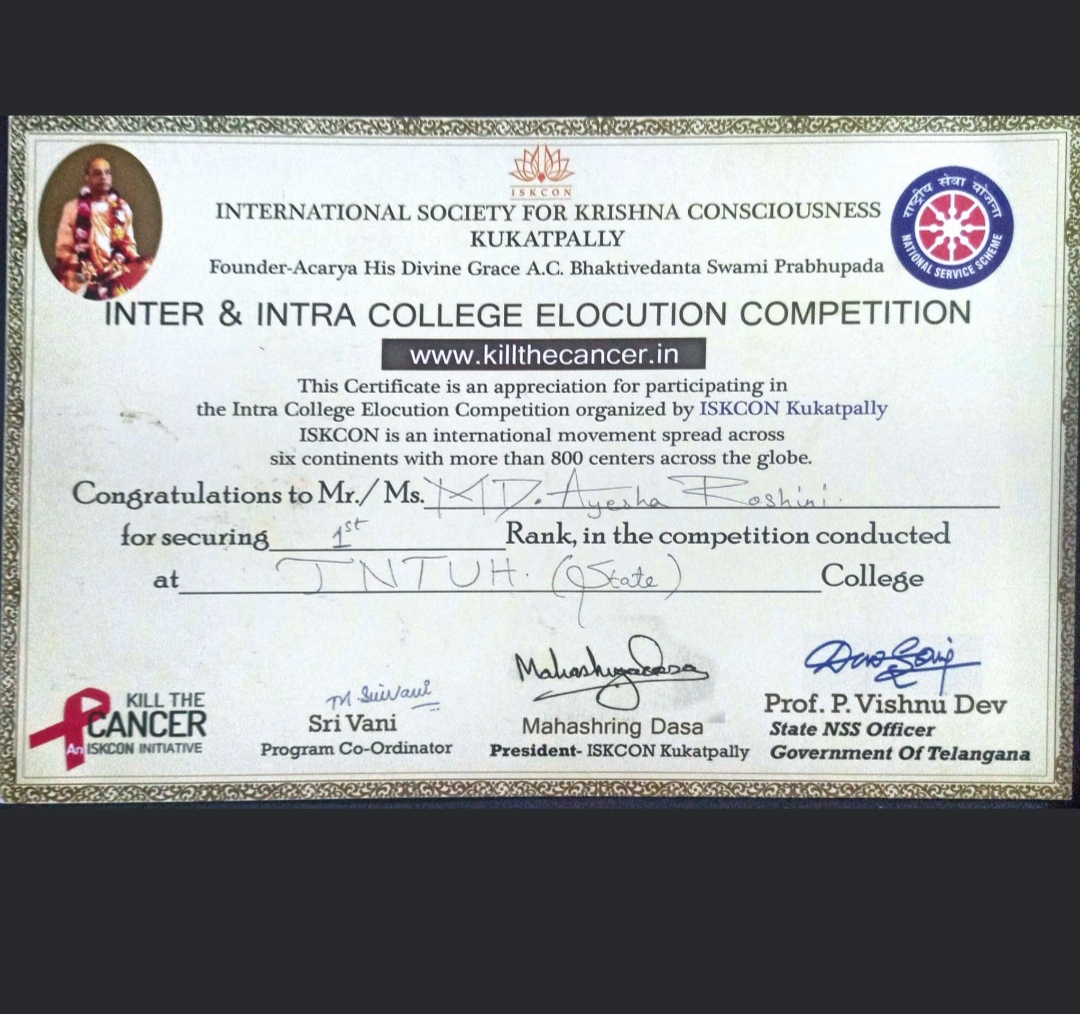 ISKCON
INTERNATIONAL SOCIETY FOR KRISHNA CONSCIOUSNESS
KUKATPALLY
Founder-Acarya His Divine Grace A.C. Bhaktivedanta Swami Prabhupada
राष्ट्रीय सेवा योजना
NATIONAL SERVICE SCHEME
INTER & INTRA COLLEGE ELOCUTION COMPETITION
www.killthecancer.in
This Certificate is an appreciation for participating in
the Intra College Elocution Competition organized by ISKCON Kukatpally
ISKCON is an international movement spread across
six continents with more than 800 centers across the globe.
Congratulations to Mr./ Ms. MD. Ayesha Roshini.
for securing 1st Rank, in the competition conducted
at JNTUH. (State) College
KILL THE
CANCER
An ISKCON INITIATIVE
Sri Vani
Program Co-Ordinator
Mahashring Dasa
President- ISKCON Kukatpally
Prof. P. Vishnu Dev
State NSS Officer
Government Of Telangana